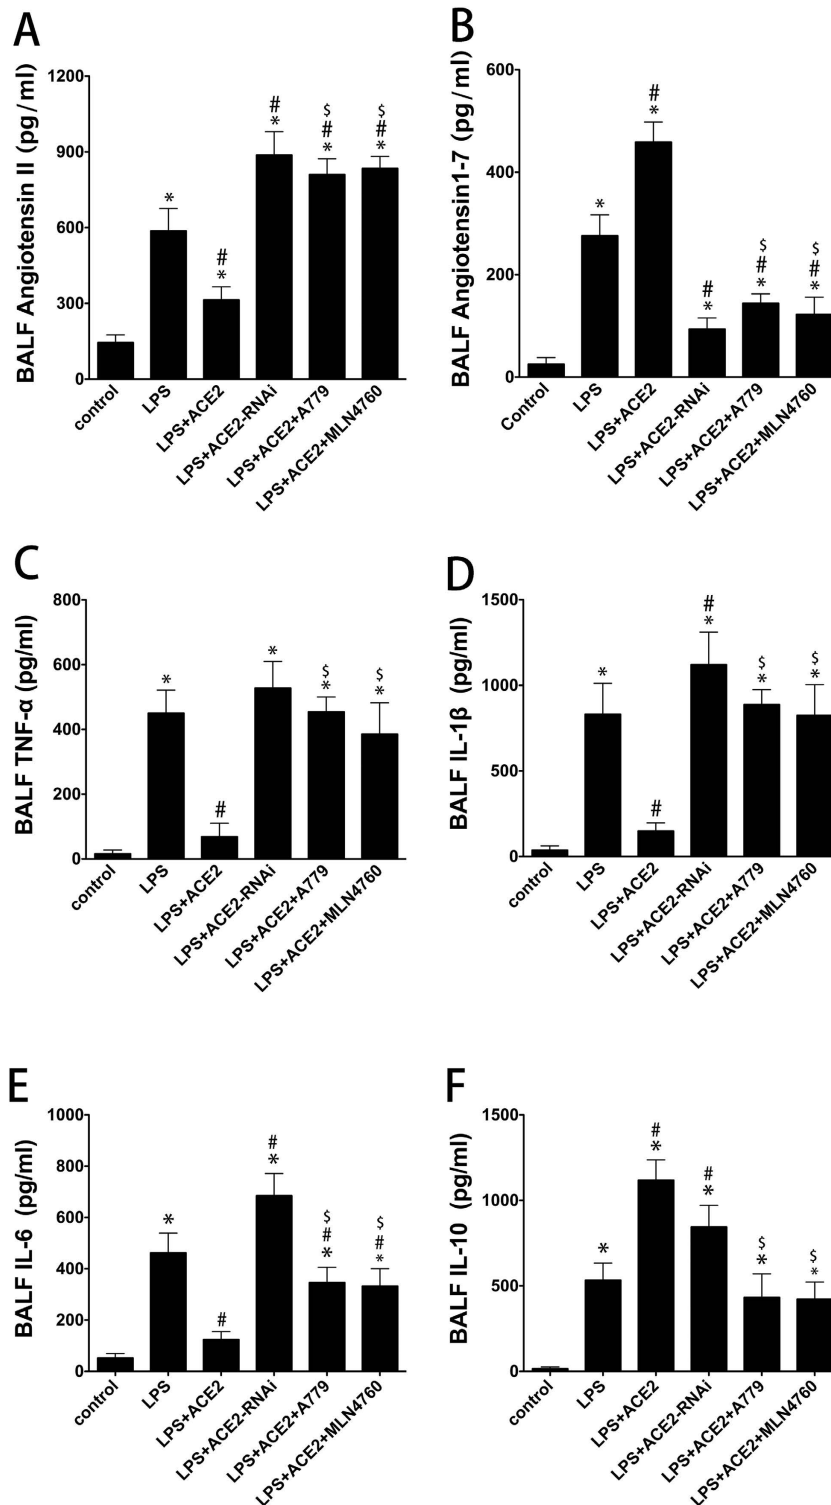 A
BALF Angiotensin II (pg/ml)
1200
900
600
300
0
*
#
*
#
*
$
#
*
$
#
*
control
LPS
LPS+ACE2
LPS+ACE2-RNAi
LPS+ACE2+A779
LPS+ACE2+MLN4760
B
BALF Angiotensin1-7 (pg/ml)
600
400
200
0
*
#
*
#
*
$
#
*
$
#
*
Control
LPS
LPS+ACE2
LPS+ACE2-RNAi
LPS+ACE2+A779
LPS+ACE2+MLN4760
C
BALF TNF-α (pg/ml)
800
600
400
200
0
*
#
*
$
*
$
*
control
LPS
LPS+ACE2
LPS+ACE2-RNAi
LPS+ACE2+A779
LPS+ACE2+MLN4760
D
BALF IL-1β (pg/ml)
1500
1000
500
0
*
#
#
*
$
*
$
*
control
LPS
LPS+ACE2
LPS+ACE2-RNAi
LPS+ACE2+A779
LPS+ACE2+MLN4760
E
BALF IL-6 (pg/ml)
1000
800
600
400
200
0
*
#
#
*
$
#
*
$
#
*
control
LPS
LPS+ACE2
LPS+ACE2-RNAi
LPS+ACE2+A779
LPS+ACE2+MLN4760
F
BALF IL-10 (pg/ml)
1500
1000
500
0
*
#
*
#
*
$
*
$
*
control
LPS
LPS+ACE2
LPS+ACE2-RNAi
LPS+ACE2+A779
LPS+ACE2+MLN4760